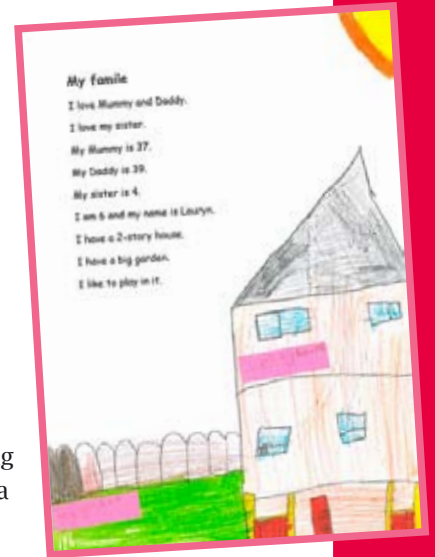 My famile
I love Mummy and Daddy.
I love my sister.
My Mummy is 37.
My Daddy is 39.
My sister is 4.
I am 6 and my name is Lauryn.
I have a 2-story house.
I have a big garden.
I like to play in it.
g
a